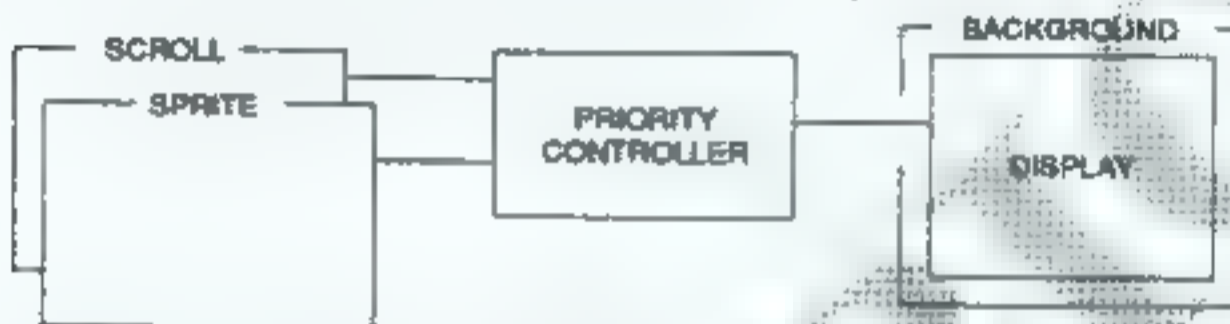 SCROLL
SPRITE
PRIORITY
CONTROLLER
BACKGROUND
DISPLAY